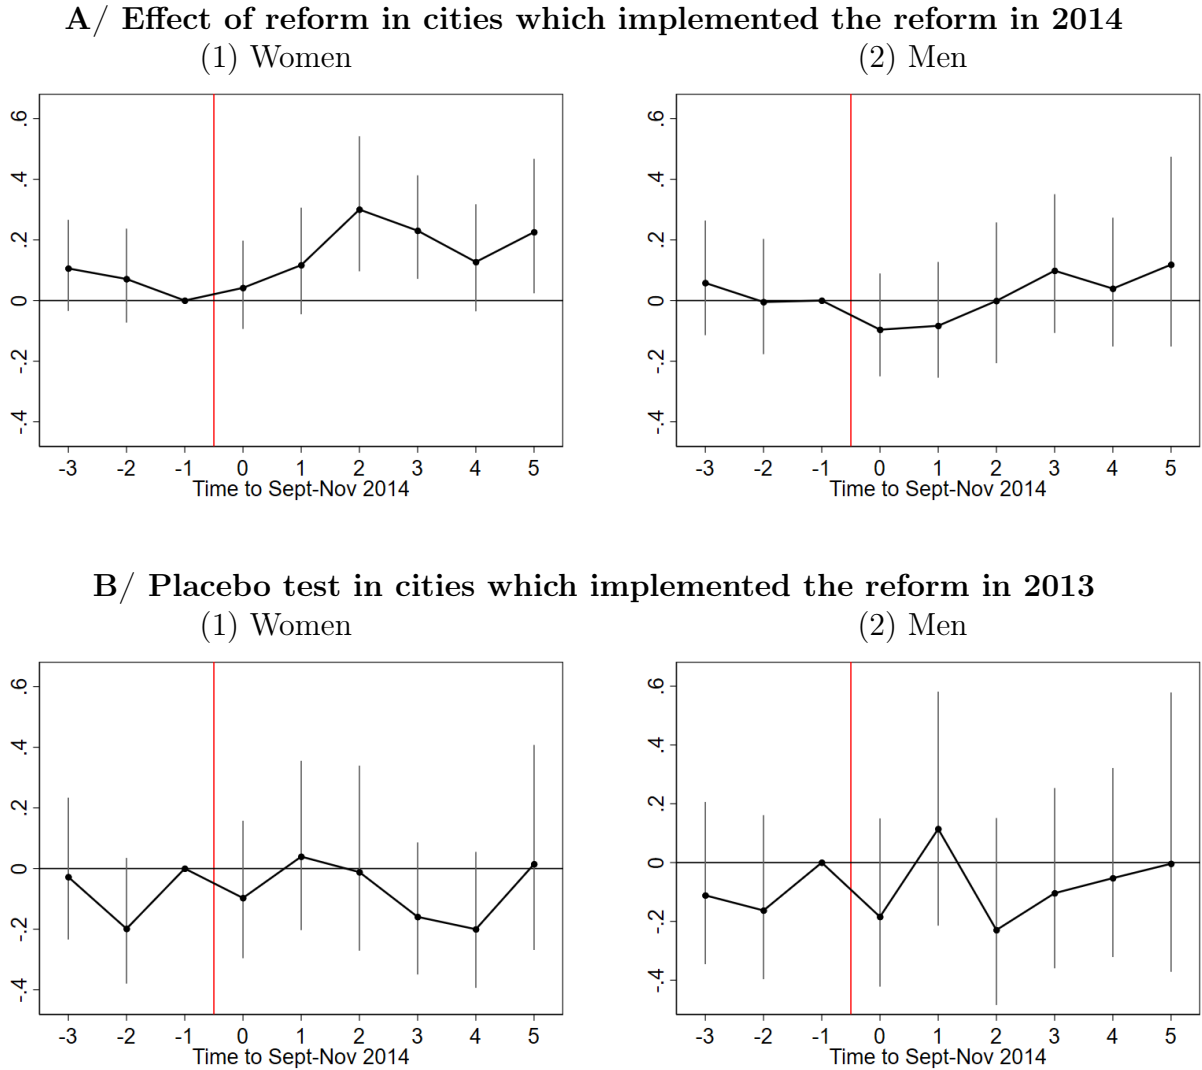 A/ Effect of reform in cities which implemented the reform in 2014
(1) Women
(2) Men
.6
.4
.2
0
-.2
-.4
-3 -2 -1 0 1 2 3 4 5
Time to Sept-Nov 2014
.6
.4
.2
0
-.2
-.4
-3 -2 -1 0 1 2 3 4 5
Time to Sept-Nov 2014
B/ Placebo test in cities which implemented the reform in 2013
(1) Women
(2) Men
.6
.4
.2
0
-.2
-.4
-3 -2 -1 0 1 2 3 4 5
Time to Sept-Nov 2014
.6
.4
.2
0
-.2
-.4
-3 -2 -1 0 1 2 3 4 5
Time to Sept-Nov 2014